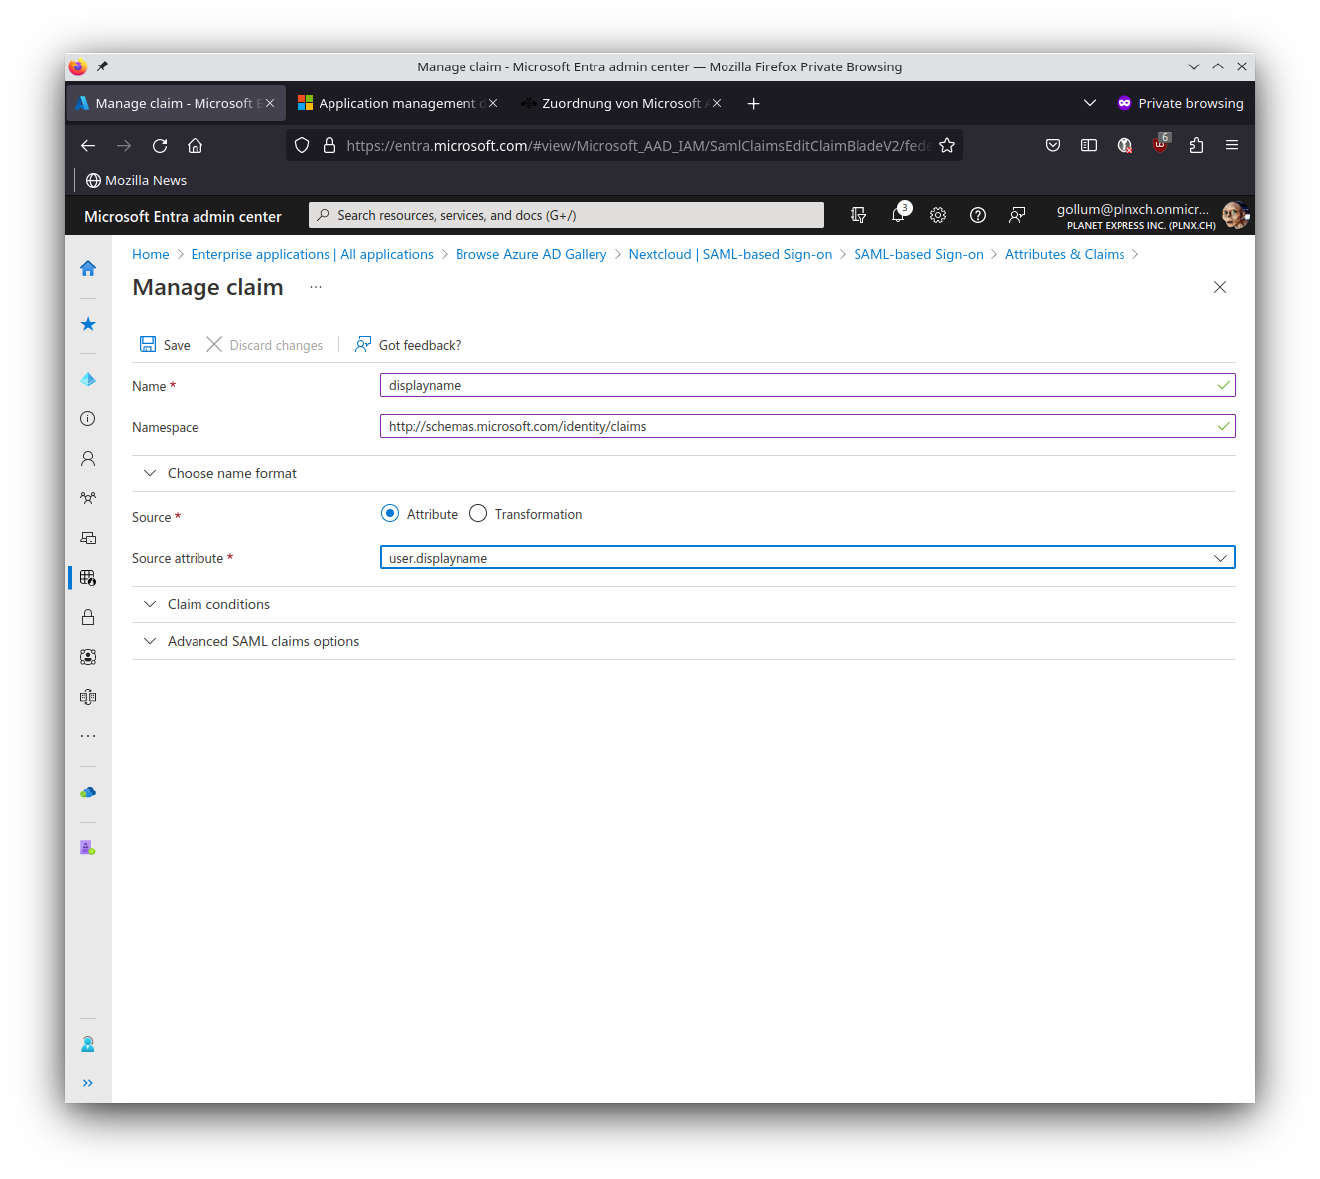 Manage claim - Microsoft Entra admin center — Mozilla Firefox Private Browsing
Manage claim - Microsoft E
Application management d
Zuordnung von Microsoft A
Private browsing
https://entra.microsoft.com/#view/Microsoft_AAD_IAM/SamlClaimsEditClaimBladeV2/fede
6
Mozilla News
Microsoft Entra admin center
Search resources, services, and docs (G+/)
3
gollum@plnxch.onmicr...
PLANET EXPRESS INC. (PLNX.CH)
Home > Enterprise applications | All applications > Browse Azure AD Gallery > Nextcloud | SAML-based Sign-on > SAML-based Sign-on > Attributes & Claims >
Manage claim ...
Save Discard changes Got feedback?
Name * displayname
Namespace http://schemas.microsoft.com/identity/claims
Choose name format
Source * Attribute Transformation
Source attribute * user.displayname
Claim conditions
Advanced SAML claims options